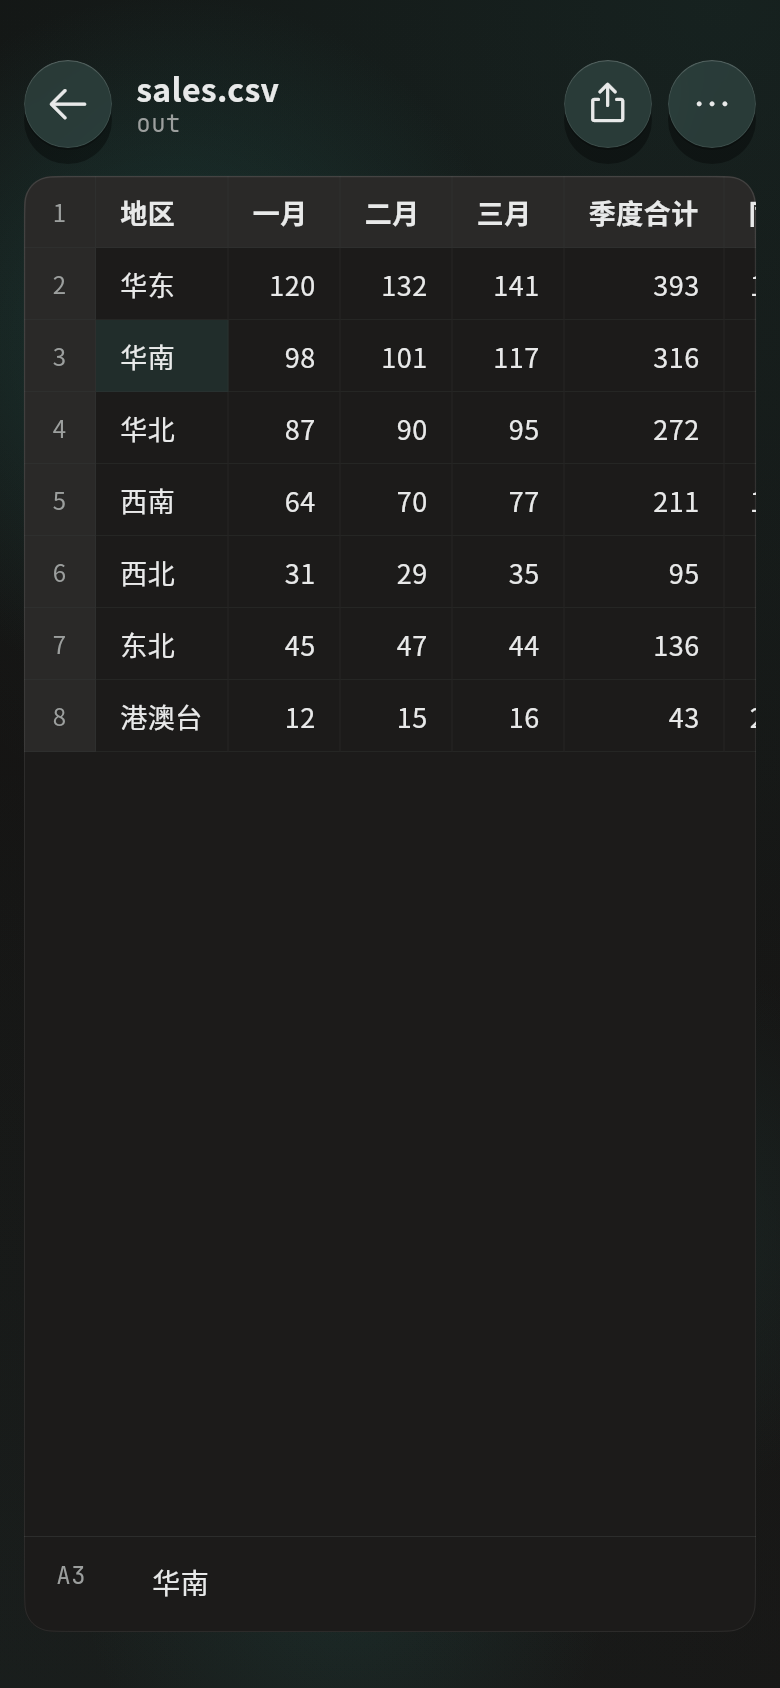 sales.csv
out
1 地区 一月 二月 三月 季度合计
2 华东 120 132 141 393
3 华南 98 101 117 316
4 华北 87 90 95 272
5 西南 64 70 77 211
6 西北 31 29 35 95
7 东北 45 47 44 136
8 港澳台 12 15 16 43
A3 华南